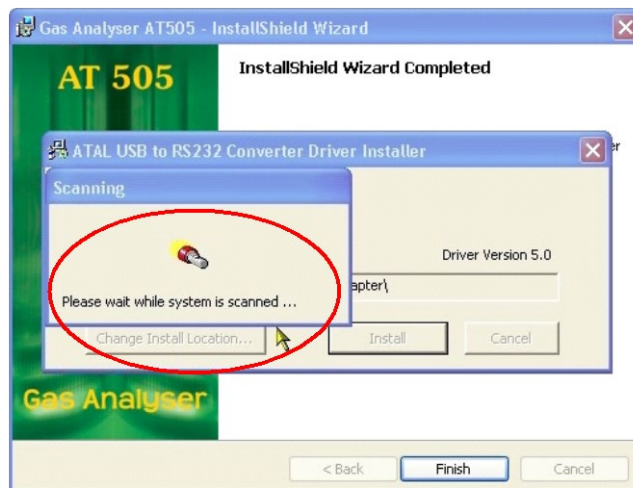 Gas Analyser AT505 - InstallShield Wizard
AT 505
InstallShield Wizard Completed
ATAL USB to RS232 Converter Driver Installer
Scanning
Driver Version 5.0
apter\
Please wait while system is scanned ...
Change Install Location...
Install
Cancel
Gas Analyser
< Back
Finish
Cancel